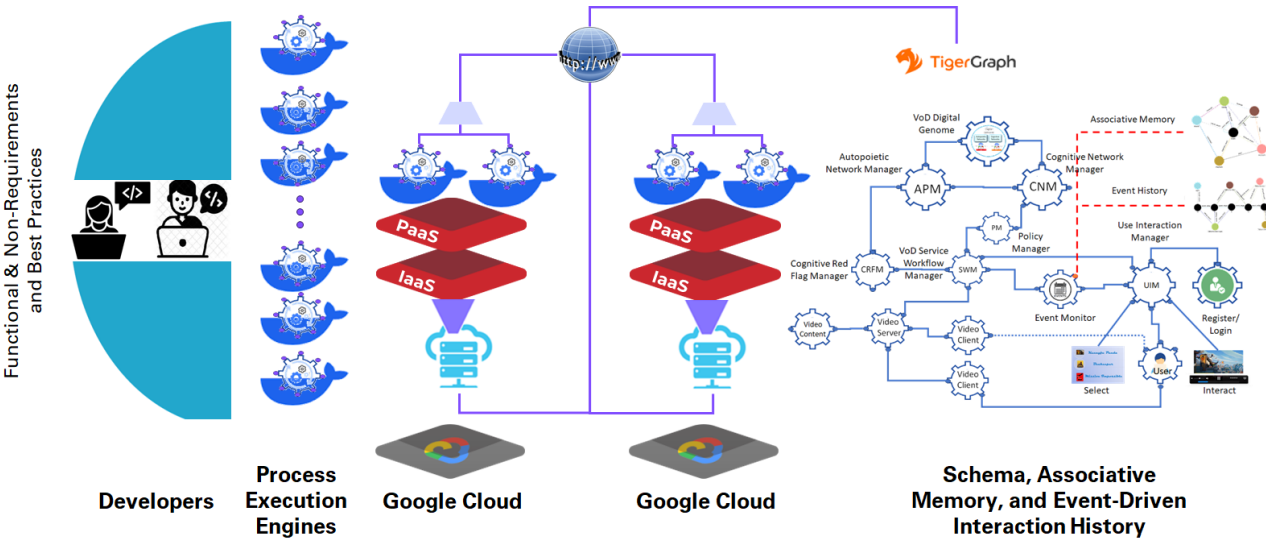 Functional & Non-Requirements
and Best Practices
</>
</>
http://ww
TigerGraph
PaaS
IaaS
PaaS
IaaS
VoD Digital
Genome
Associative Memory
Autopoietic
Network Manager
Cognitive Network
Manager
APM
CNM
Event History
PM
Policy
Manager
Use Interaction
Manager
Cognitive Red
Flag Manager
CRFM
VoD Service
Workflow
Manager
SWM
Event Monitor
UIM
Register/
Login
Video
Content
Video
Server
Video
Client
Video
Client
User
Select
Interact
Developers
Process
Execution
Engines
Google Cloud
Google Cloud
Schema, Associative
Memory, and Event-Driven
Interaction History